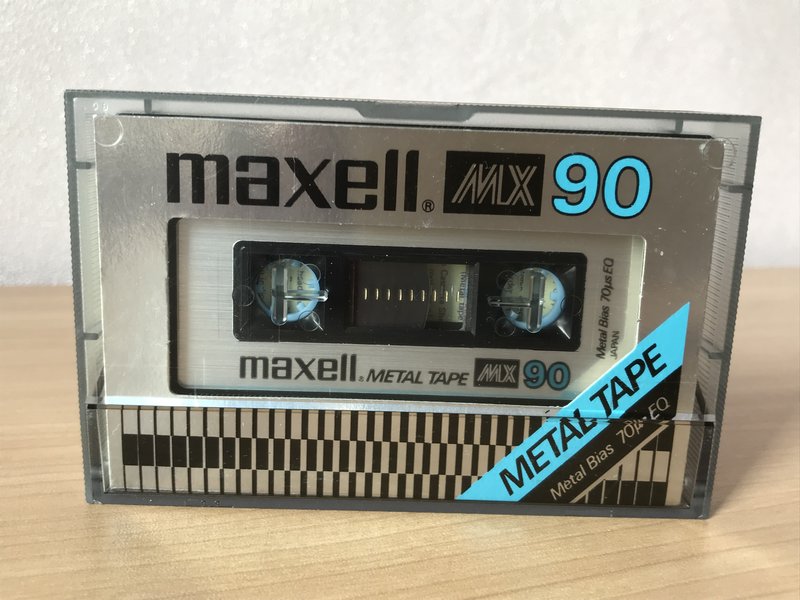 maxell® MX 90
Metal Bias 70µs EQ
JAPAN
maxell® METAL TAPE MX 90
METAL TAPE
Metal Bias 70µs EQ